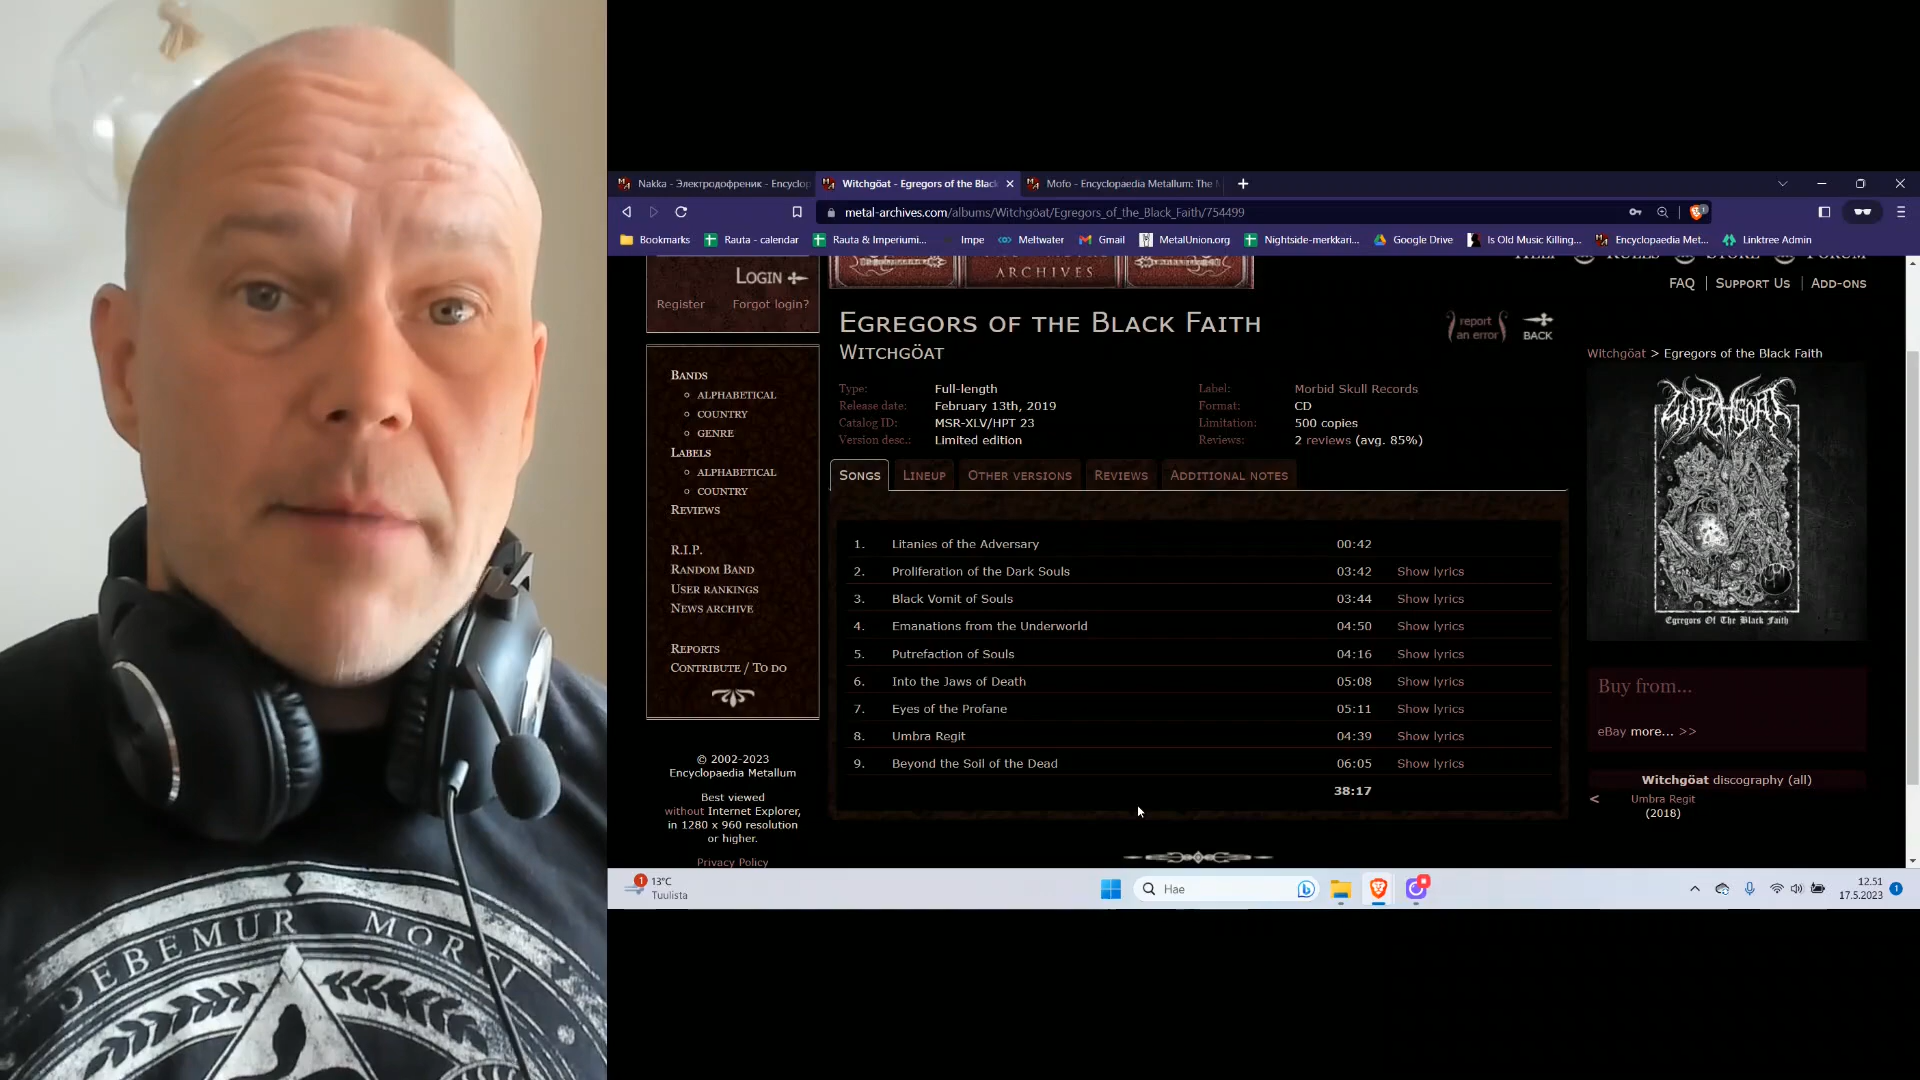 Nakka - Электродофреник - Encyclop
Witchgöat - Egregors of the Black
Mofo - Encyclopaedia Metallum: The M
metal-archives.com/albums/Witchgöat/Egregors_of_the_Black_Faith/754499
Bookmarks
Rauta - calendar
Rauta & Imperiumi...
Impe
Meltwater
Gmail
MetalUnion.org
Nightside-merkkari...
Google Drive
Is Old Music Killing...
Encyclopaedia Met...
Linktree Admin
LOGIN
Register Forgot login?
ARCHIVES
HELP RULES STORE FORUM
FAQ | SUPPORT US | ADD-ONS
BANDS
ALPHABETICAL
COUNTRY
GENRE
LABELS
ALPHABETICAL
COUNTRY
REVIEWS
R.I.P.
RANDOM BAND
USER RANKINGS
NEWS ARCHIVE
REPORTS
CONTRIBUTE / TO DO
© 2002-2023
Encyclopaedia Metallum
Best viewed
without Internet Explorer,
in 1280 x 960 resolution
or higher.
Privacy Policy
EGREGORS OF THE BLACK FAITH
WITCHGÖAT
report
an error
BACK
Type: Full-length
Release date: February 13th, 2019
Catalog ID: MSR-XLV/HPT 23
Version desc.: Limited edition
Label: Morbid Skull Records
Format: CD
Limitation: 500 copies
Reviews: 2 reviews (avg. 85%)
SONGS LINEUP OTHER VERSIONS REVIEWS ADDITIONAL NOTES
1. Litanies of the Adversary 00:42
2. Proliferation of the Dark Souls 03:42 Show lyrics
3. Black Vomit of Souls 03:44 Show lyrics
4. Emanations from the Underworld 04:50 Show lyrics
5. Putrefaction of Souls 04:16 Show lyrics
6. Into the Jaws of Death 05:08 Show lyrics
7. Eyes of the Profane 05:11 Show lyrics
8. Umbra Regit 04:39 Show lyrics
9. Beyond the Soil of the Dead 06:05 Show lyrics
38:17
Witchgöat > Egregors of the Black Faith
WITCHGOAT
Egregors Of The Black Faith
Buy from...
eBay more... >>
Witchgöat discography (all)
< Umbra Regit
(2018)
1
13°C
Tuulista
Hae
12.51
17.5.2023
1
DEBEMUR MORTI